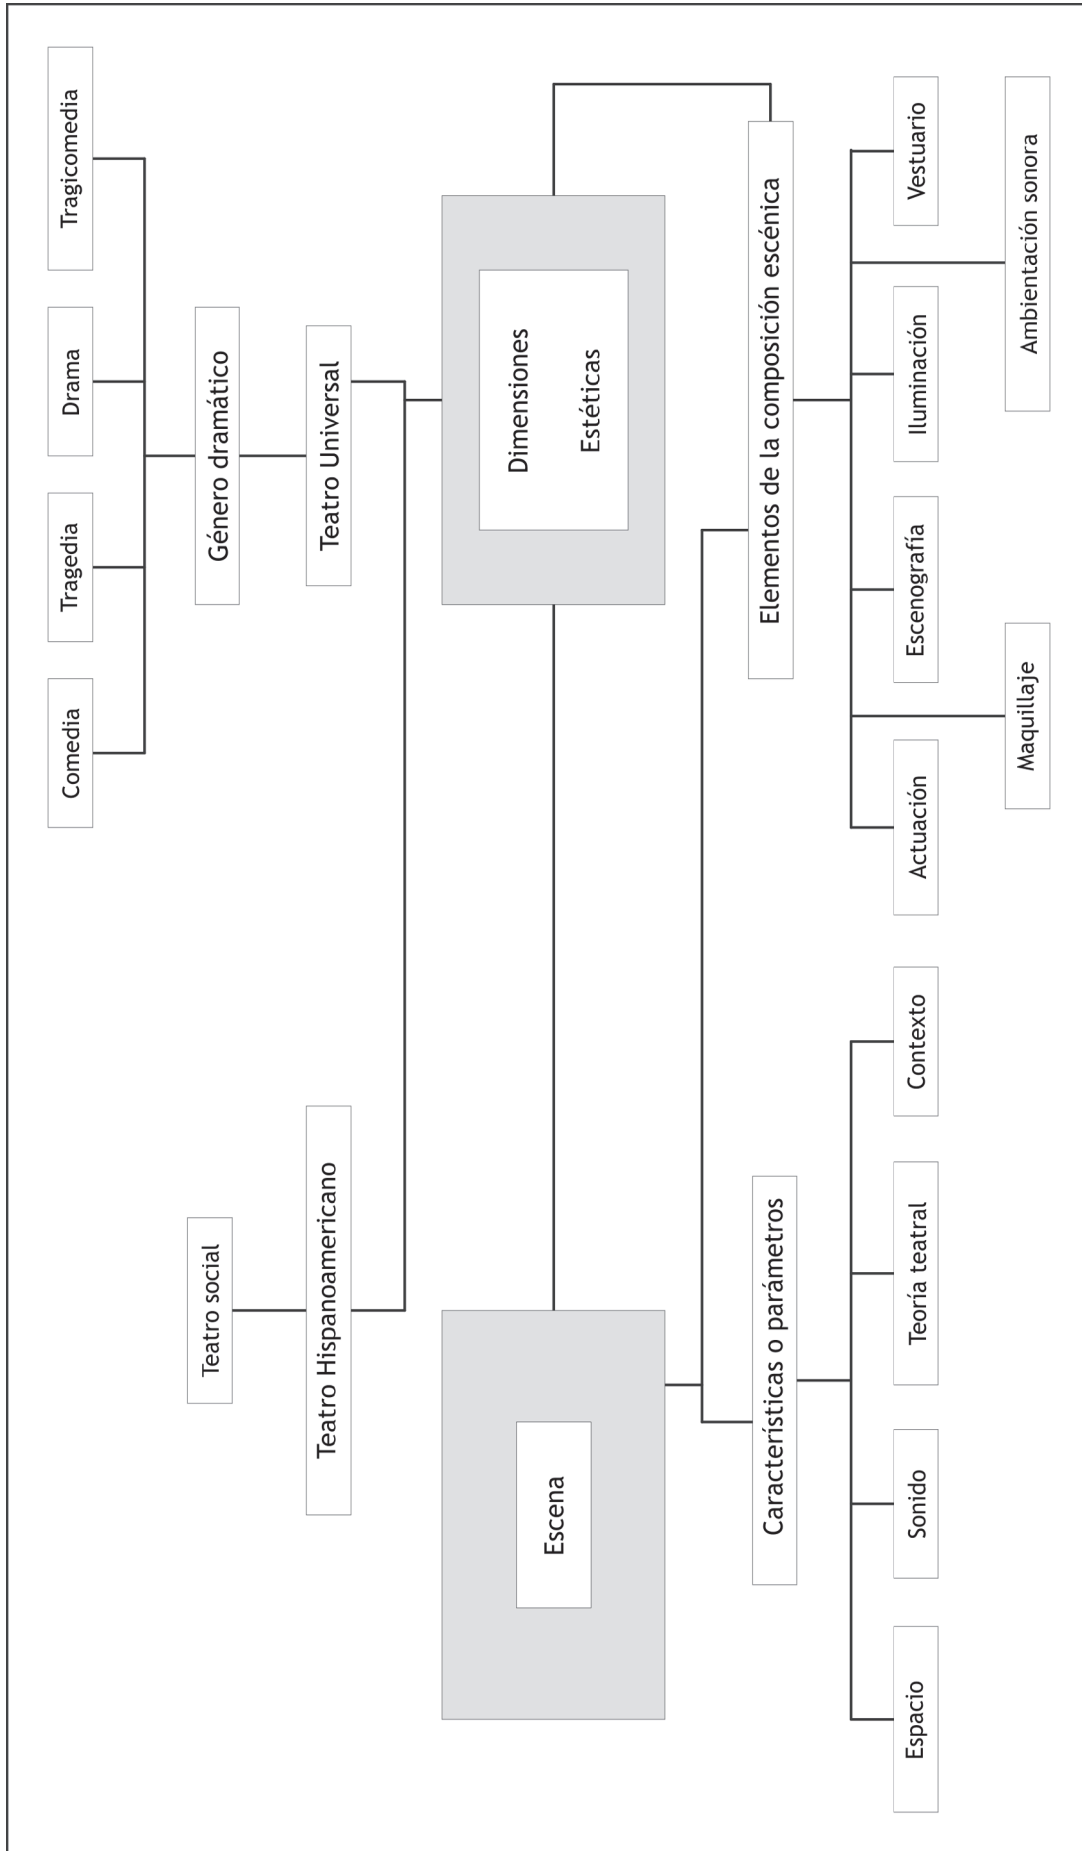 Comedia
Tragedia
Drama
Tragicomedia
Teatro social
Género dramático
Teatro Hispanoamericano
Teatro Universal
Escena
Dimensiones
Estéticas
Características o parámetros
Elementos de la composición escénica
Espacio
Sonido
Teoría teatral
Contexto
Actuación
Escenografía
Iluminación
Vestuario
Maquillaje
Ambientación sonora